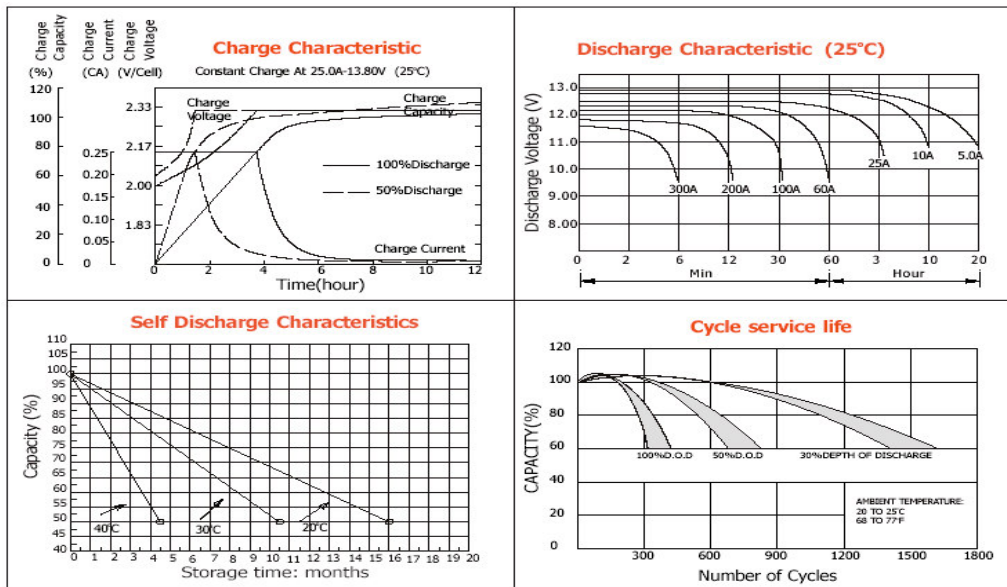 Charge Capacity
Charge Current
Charge Voltage
(%)
(CA)
(V/Cell)
Charge Characteristic
Constant Charge At 25.0A-13.80V (25°C)
120
100
80
60
40
20
0
0.25
0.20
0.15
0.10
0.05
0
2.33
2.17
2.00
1.83
Charge Voltage
Charge Capacity
100%Discharge
50%Discharge
Charge Current
0 2 4 6 8 10 12
Time(hour)
Discharge Characteristic (25°C)
Discharge Voltage (V)
13.0
12.0
11.0
10.0
9.00
8.00
300A 200A 100A 60A 25A 10A 5.0A
0 2 6 12 30 60 3 10 20
Min Hour
Self Discharge Characteristics
Capacity (%)
110
105
100
95
90
85
80
75
70
65
60
55
50
45
40
40°C 30°C 20°C
0 1 2 3 4 5 6 7 8 9 10 11 12 13 14 15 16 16 17 18 19 20
Storage time: months
Cycle service life
CAPACITY(%)
120
100
80
60
40
20
0
100%D.O.D 50%D.O.D 30%DEPTH OF DISCHARGE
AMBIENT TEMPERATURE:
20 TO 25°C
68 TO 77°F
300 600 900 1200 1500 1800
Number of Cycles